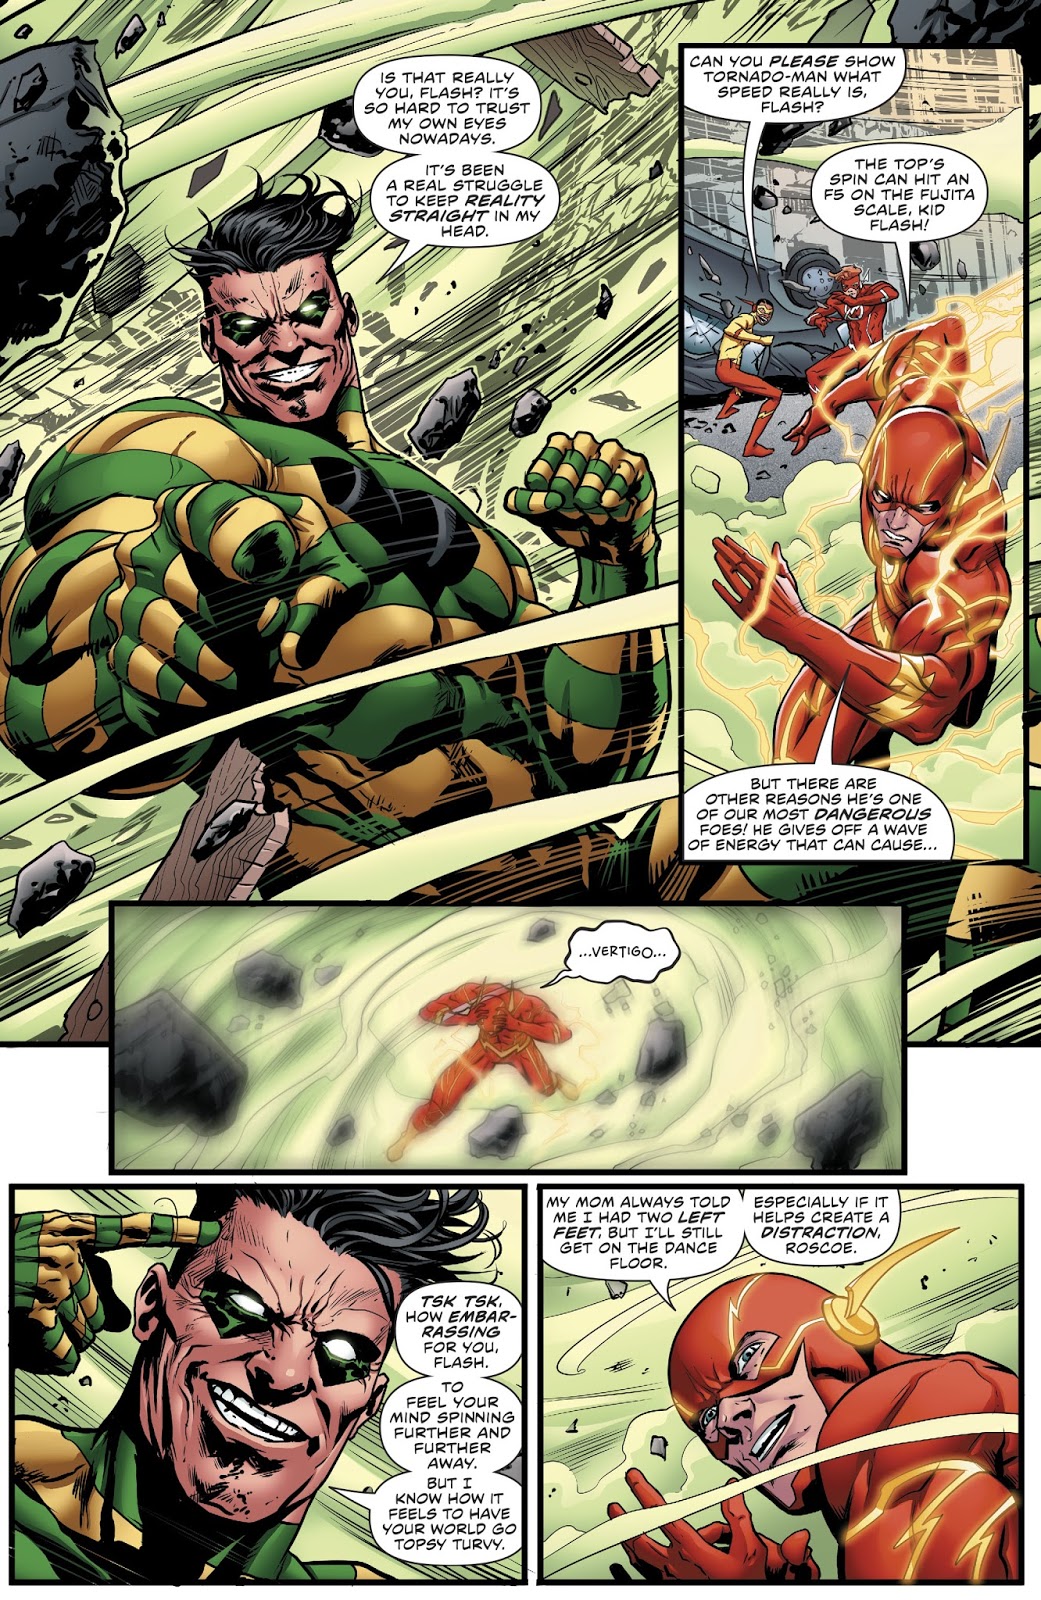 IS THAT REALLY
YOU, FLASH? IT'S
SO HARD TO TRUST
MY OWN EYES
NOWADAYS.
IT'S BEEN
A REAL STRUGGLE
TO KEEP REALITY
STRAIGHT IN MY
HEAD.
CAN YOU PLEASE SHOW
TORNADO-MAN WHAT
SPEED REALLY IS,
FLASH?
THE TOP'S
SPIN CAN HIT AN
F5 ON THE FUJITA
SCALE, KID
FLASH!
BUT THERE ARE
OTHER REASONS HE'S ONE
OF OUR MOST DANGEROUS
FOES! HE GIVES OFF A WAVE
OF ENERGY THAT CAN CAUSE...
...VERTIGO...
TSK TSK,
HOW EMBAR-
RASSING
FOR YOU,
FLASH.
TO
FEEL YOUR
MIND SPINNING
FURTHER AND
FURTHER
AWAY.
BUT I
KNOW HOW IT
FEELS TO HAVE
YOUR WORLD GO
TOPSY TURVY.
MY MOM ALWAYS TOLD
ME I HAD TWO LEFT
FEET, BUT I'LL STILL
GET ON THE DANCE
FLOOR.
ESPECIALLY IF IT
HELPS CREATE A
DISTRACTION,
ROSCOE.